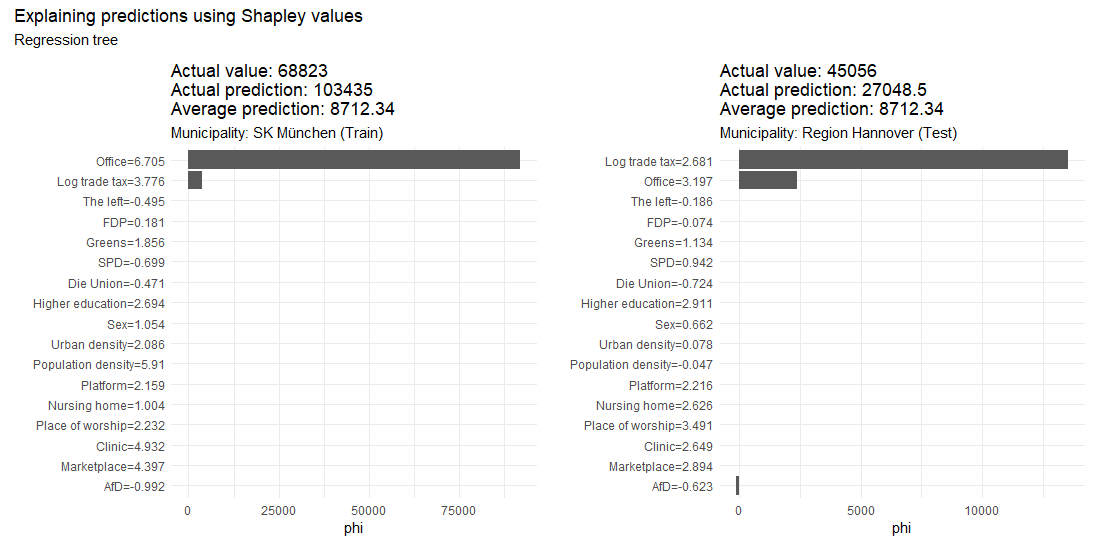 Explaining predictions using Shapley values
Regression tree
Actual value: 68823
Actual prediction: 103435
Average prediction: 8712.34
Municipality: SK München (Train)
Office=6.705
Log trade tax=3.776
The left=-0.495
FDP=0.181
Greens=1.856
SPD=-0.699
Die Union=-0.471
Higher education=2.694
Sex=1.054
Urban density=2.086
Population density=5.91
Platform=2.159
Nursing home=1.004
Place of worship=2.232
Clinic=4.932
Marketplace=4.397
AfD=-0.992
0 25000 50000 75000
phi
Actual value: 45056
Actual prediction: 27048.5
Average prediction: 8712.34
Municipality: Region Hannover (Test)
Log trade tax=2.681
Office=3.197
The left=-0.186
FDP=-0.074
Greens=1.134
SPD=0.942
Die Union=-0.724
Higher education=2.911
Sex=0.662
Urban density=0.078
Population density=-0.047
Platform=2.216
Nursing home=2.626
Place of worship=3.491
Clinic=2.649
Marketplace=2.894
AfD=-0.623
0 5000 10000
phi